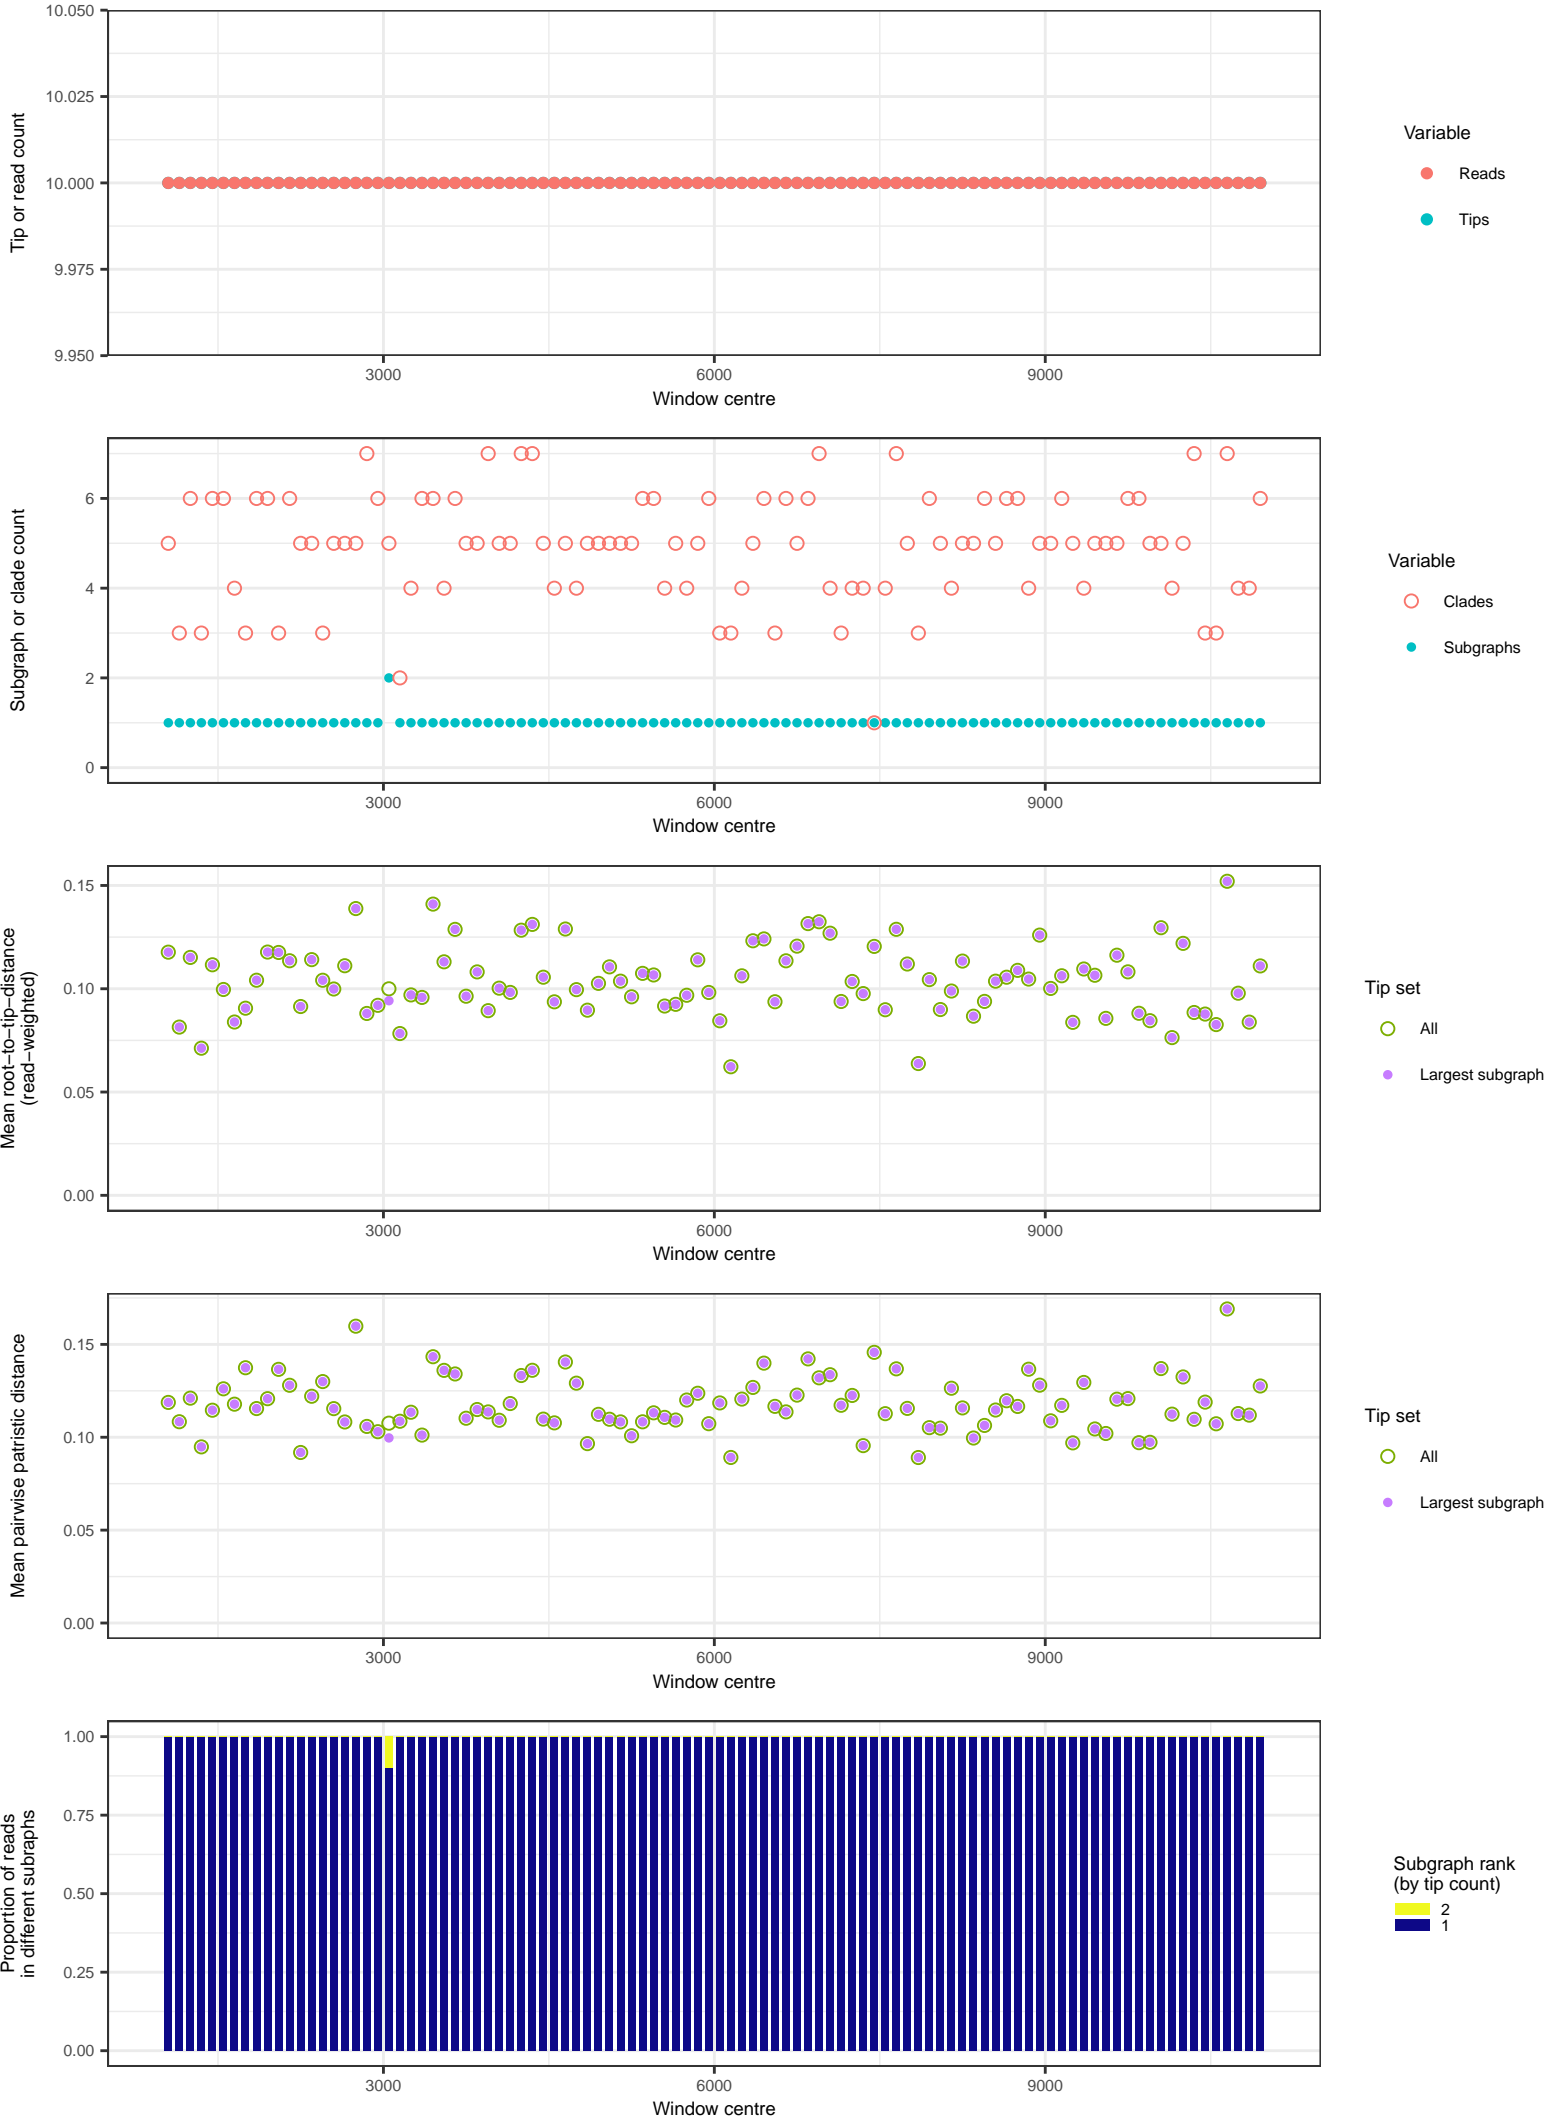 10.050
10.025
10.000
9.975
9.950
Tip or read count
3000
6000
9000
Window centre
Variable
Reads
Tips
6
4
2
0
Subgraph or clade count
3000
6000
9000
Window centre
Variable
Clades
Subgraphs
0.15
0.10
0.05
0.00
Mean root−to−tip−distance
(read−weighted)
3000
6000
9000
Window centre
Tip set
All
Largest subgraph
0.15
0.10
0.05
0.00
Mean pairwise patristic distance
3000
6000
9000
Window centre
Tip set
All
Largest subgraph
1.00
0.75
0.50
0.25
0.00
Proportion of reads
in different subraphs
3000
6000
9000
Window centre
Subgraph rank
(by tip count)
2
1